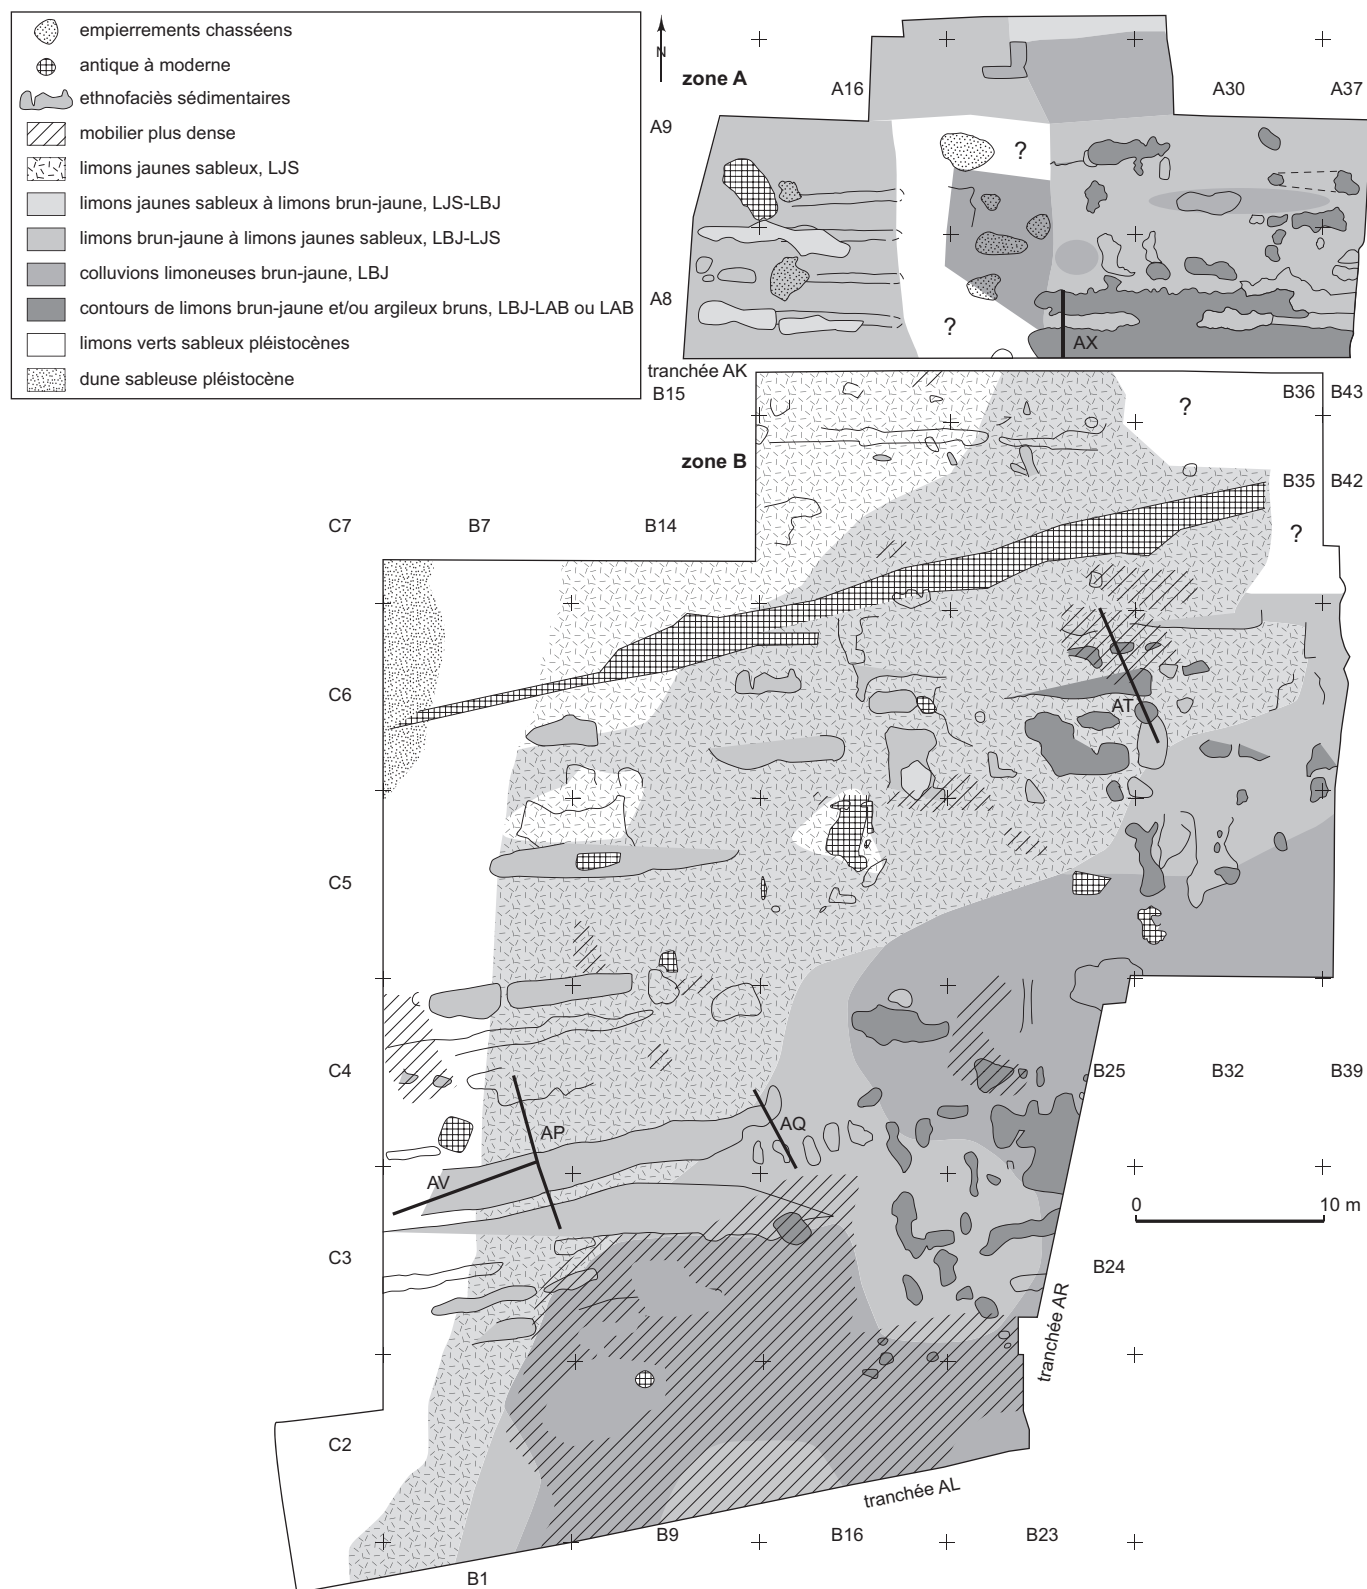 empierrements chasséens
antique à moderne
ethnofaciès sédimentaires
mobilier plus dense
limons jaunes sableux, LJS
limons jaunes sableux à limons brun-jaune, LJS-LBJ
limons brun-jaune à limons jaunes sableux, LBJ-LJS
colluvions limoneuses brun-jaune, LBJ
contours de limons brun-jaune et/ou argileux bruns, LBJ-LAB ou LAB
limons verts sableux pléistocènes
dune sableuse pléistocène
N
zone A
A16
A30
A37
A9
?
A8
?
AX
tranchée AK
B15
B36
B43
?
zone B
B35
B42
C7
B7
B14
?
C6
AT
C5
C4
B25
B32
B39
AP
AQ
AV
0
10 m
C3
B24
tranchée AR
C2
tranchée AL
B9
B16
B23
B1